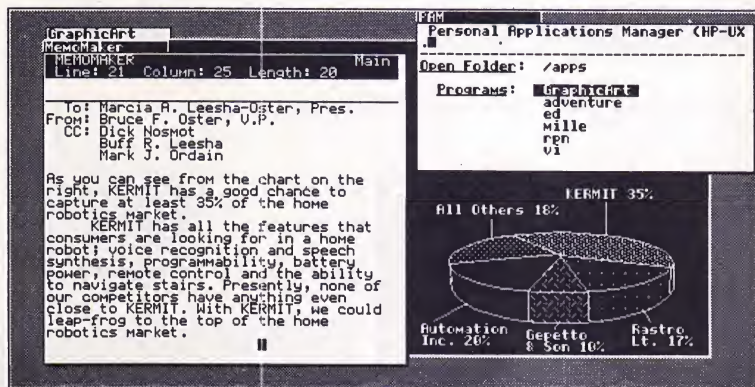 GraphicArt
MemoMaker
MEMOMAKER Main
Line: 21 Column: 25 Length: 20
To: Marcia A. Leesha-Oster, Pres.
From: Bruce F. Oster, V.P.
CC: Dick Nosmot
Buff R. Leesha
Mark J. Ordain
As you can see from the chart on the
right, KERMIT has a good chance to
capture at least 35% of the home
robotics market.
KERMIT has all the features that
consumers are looking for in a home
robot; voice recognition and speech
synthesis, programmability, battery
power, remote control and the ability
to navigate stairs. Presently, none of
our competitors have anything even
close to KERMIT. With KERMIT, we could
leap-frog to the top of the home
robotics market.
PAM
Personal Applications Manager (HP-UX
.
Open Folder: /apps
Programs: GraphicArt
adventure
ed
mille
rpn
vi
KERMIT 35%
All Others 18%
Automation
Inc. 20%
Gepetto
& Son 10%
Rastro
Lt. 17%